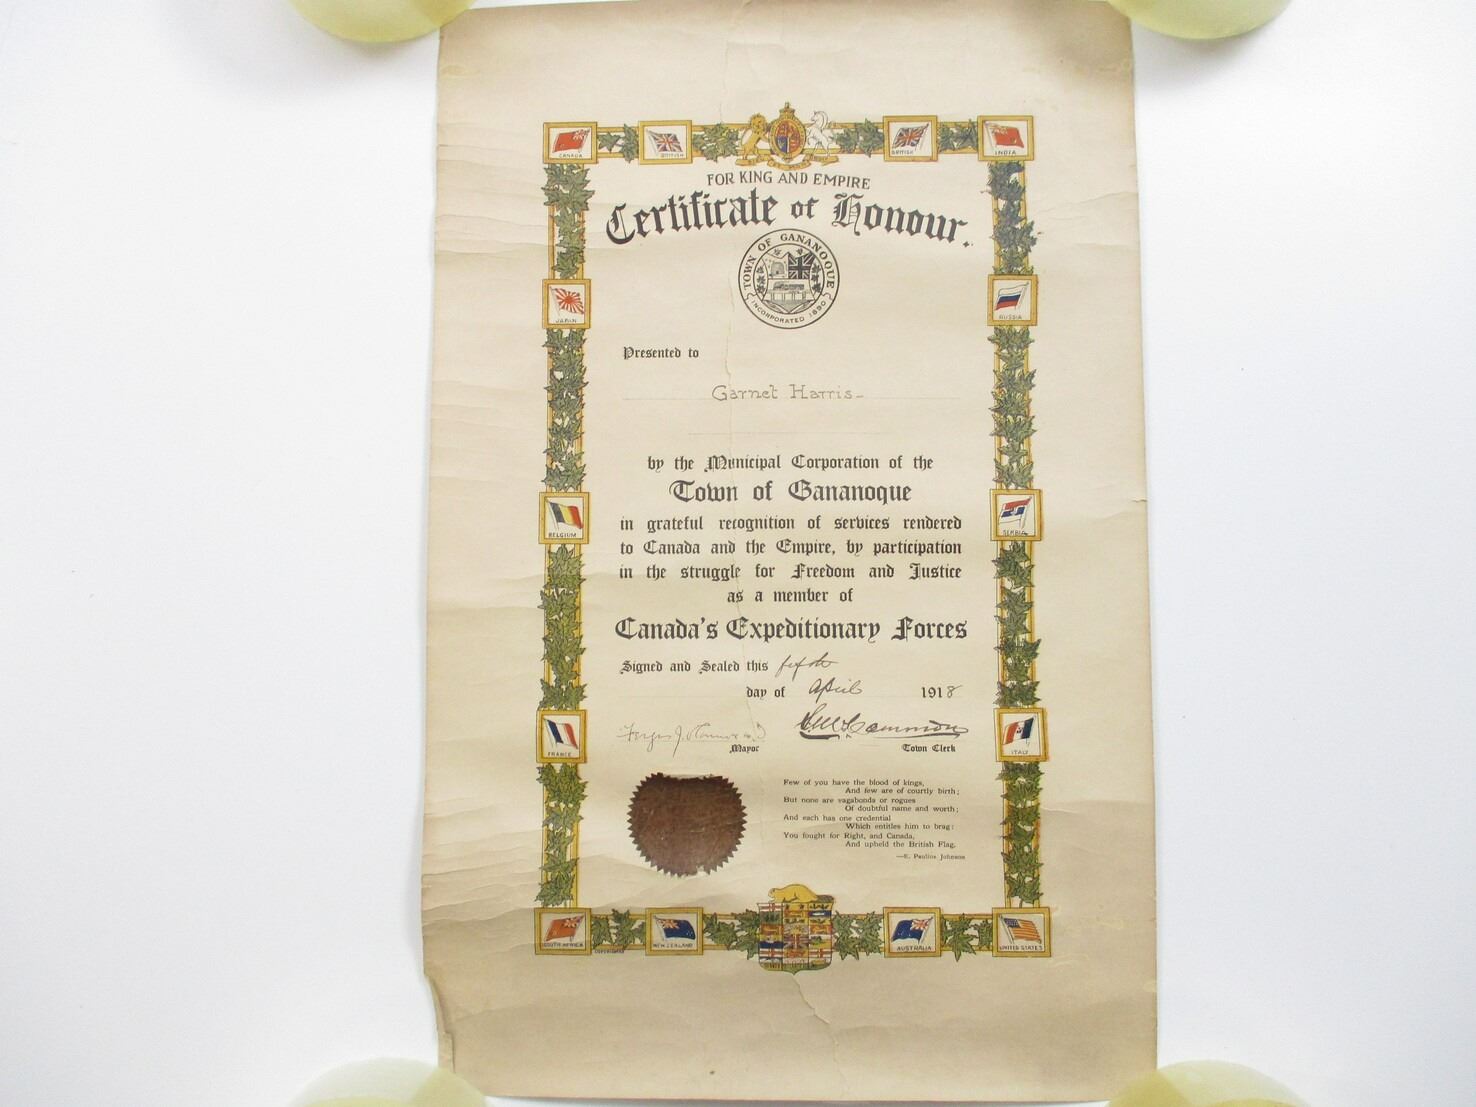 CANADA
BRITISH
BRITISH
INDIA
FOR KING AND EMPIRE
Certificate of Honour.
TOWN OF GANANOQUE
INCORPORATED 1890
JAPAN
RUSSIA
Presented to
Garnet Harris
by the Municipal Corporation of the
Town of Gananoque
in grateful recognition of services rendered
to Canada and the Empire, by participation
in the struggle for Freedom and Justice
as a member of
Canada's Expeditionary Forces
BELGIUM
SERBIA
Signed and Sealed this fifth
day of April 1918
Mayor
Town Clerk
FRANCE
ITALY
Few of you have the blood of kings,
And few are of courtly birth;
But none are vagabonds or rogues
Of doubtful name and worth;
And each has one credential
Which entitles him to brag:
You fought for Right, and Canada,
And upheld the British Flag.
—E. Pauline Johnson
SOUTH AFRICA
COPYRIGHT
NEW ZEALAND
AUSTRALIA
UNITED STATES